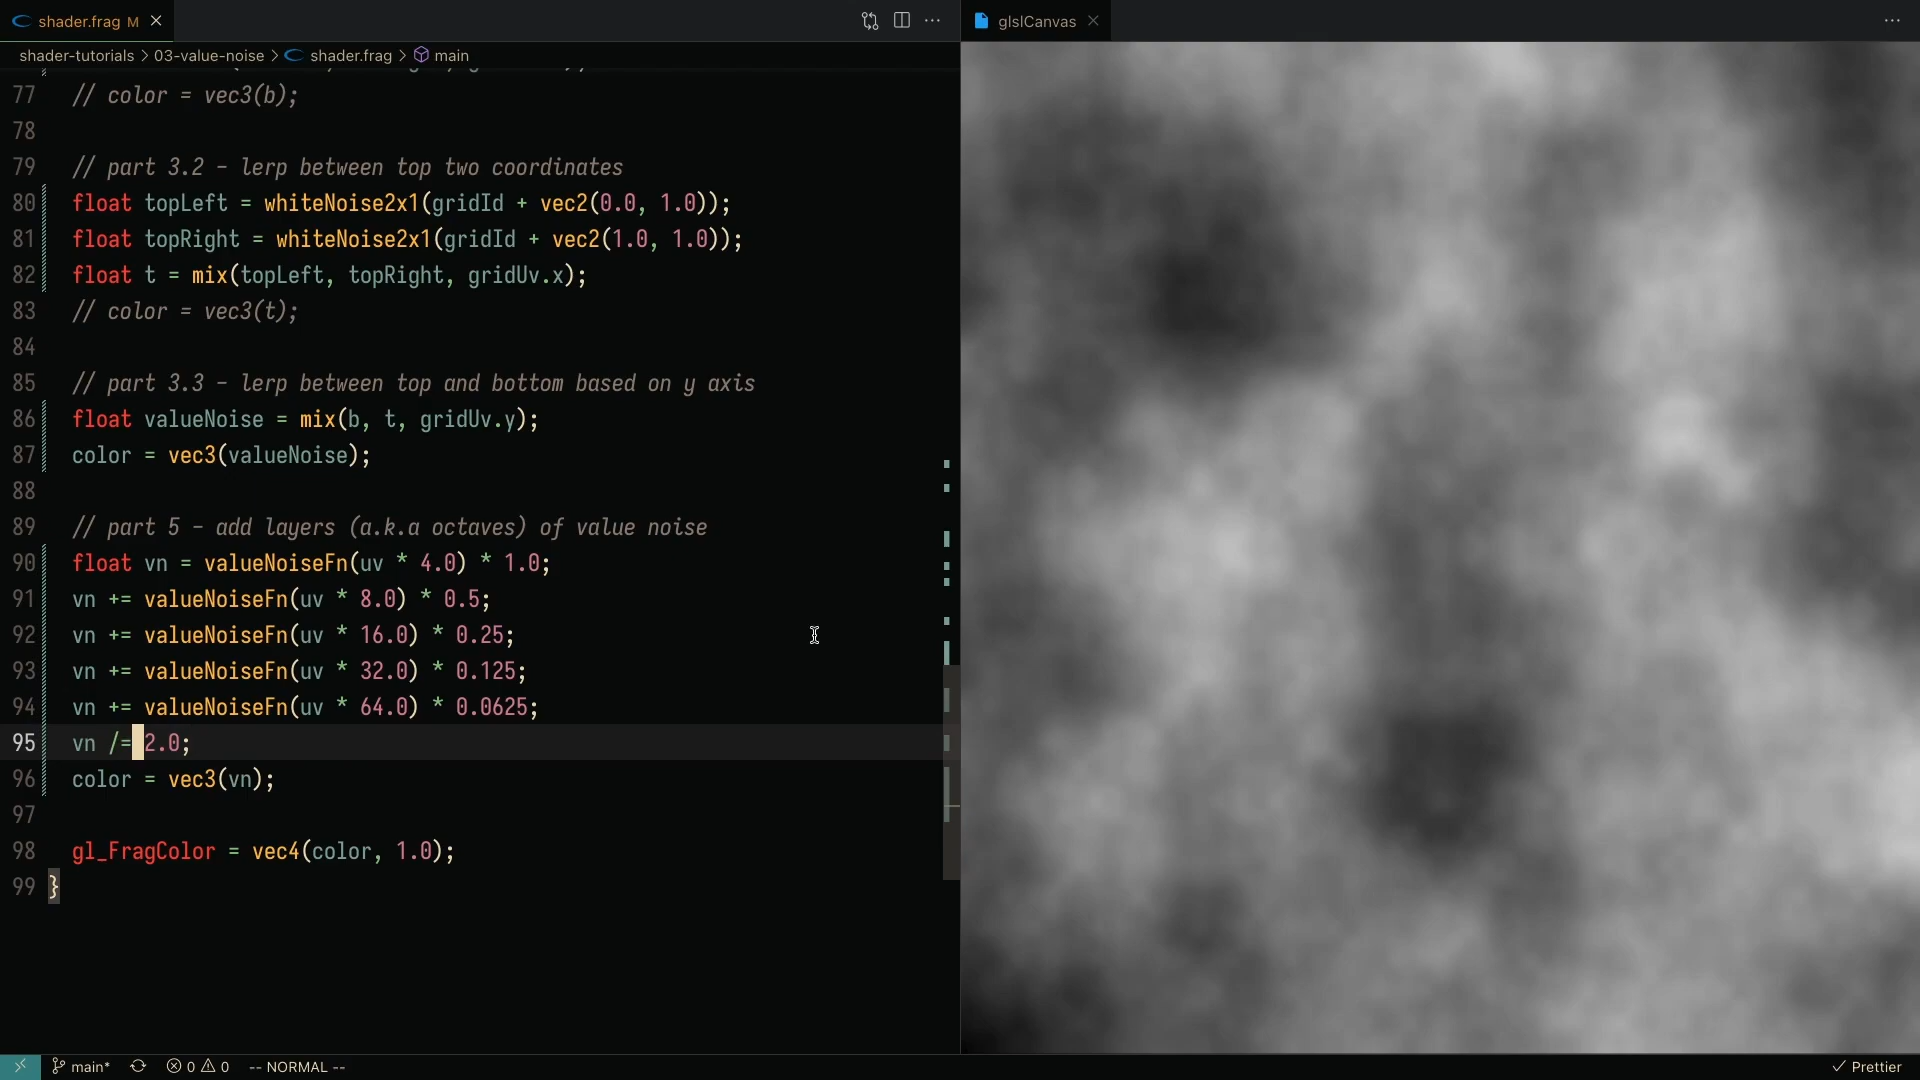 shader.frag M
glslCanvas
shader-tutorials > 03-value-noise > shader.frag > main
77 // color = vec3(b);
78
79 // part 3.2 - lerp between top two coordinates
80 float topLeft = whiteNoise2x1(gridId + vec2(0.0, 1.0));
81 float topRight = whiteNoise2x1(gridId + vec2(1.0, 1.0));
82 float t = mix(topLeft, topRight, gridUv.x);
83 // color = vec3(t);
84
85 // part 3.3 - lerp between top and bottom based on y axis
86 float valueNoise = mix(b, t, gridUv.y);
87 color = vec3(valueNoise);
88
89 // part 5 - add layers (a.k.a octaves) of value noise
90 float vn = valueNoiseFn(uv * 4.0) * 1.0;
91 vn += valueNoiseFn(uv * 8.0) * 0.5;
92 vn += valueNoiseFn(uv * 16.0) * 0.25;
93 vn += valueNoiseFn(uv * 32.0) * 0.125;
94 vn += valueNoiseFn(uv * 64.0) * 0.0625;
95 vn /= 2.0;
96 color = vec3(vn);
97
98 gl_FragColor = vec4(color, 1.0);
99 }
main* 0 0 -- NORMAL --
Prettier